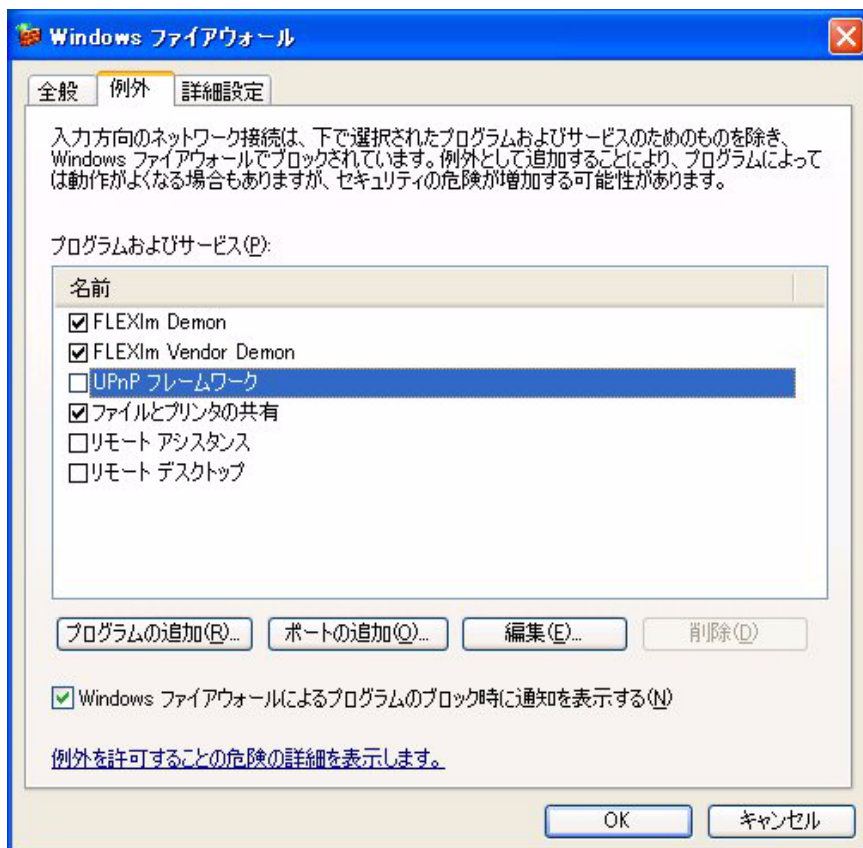 Windows ファイアウォール
全般 例外 詳細設定
入力方向のネットワーク接続は、下で選択されたプログラムおよびサービスのためのものを除き、
Windows ファイアウォールでブロックされています。例外として追加することにより、プログラムによって
は動作がよくなる場合もありますが、セキュリティの危険が増加する可能性があります。
プログラムおよびサービス(P):
名前
FLEXlm Demon
FLEXlm Vendor Demon
UPnP フレームワーク
ファイルとプリンタの共有
リモート アシスタンス
リモート デスクトップ
プログラムの追加(R)... ポートの追加(O)... 編集(E)... 削除(D)
Windows ファイアウォールによるプログラムのブロック時に通知を表示する(N)
例外を許可することの危険の詳細を表示します。
OK キャンセル